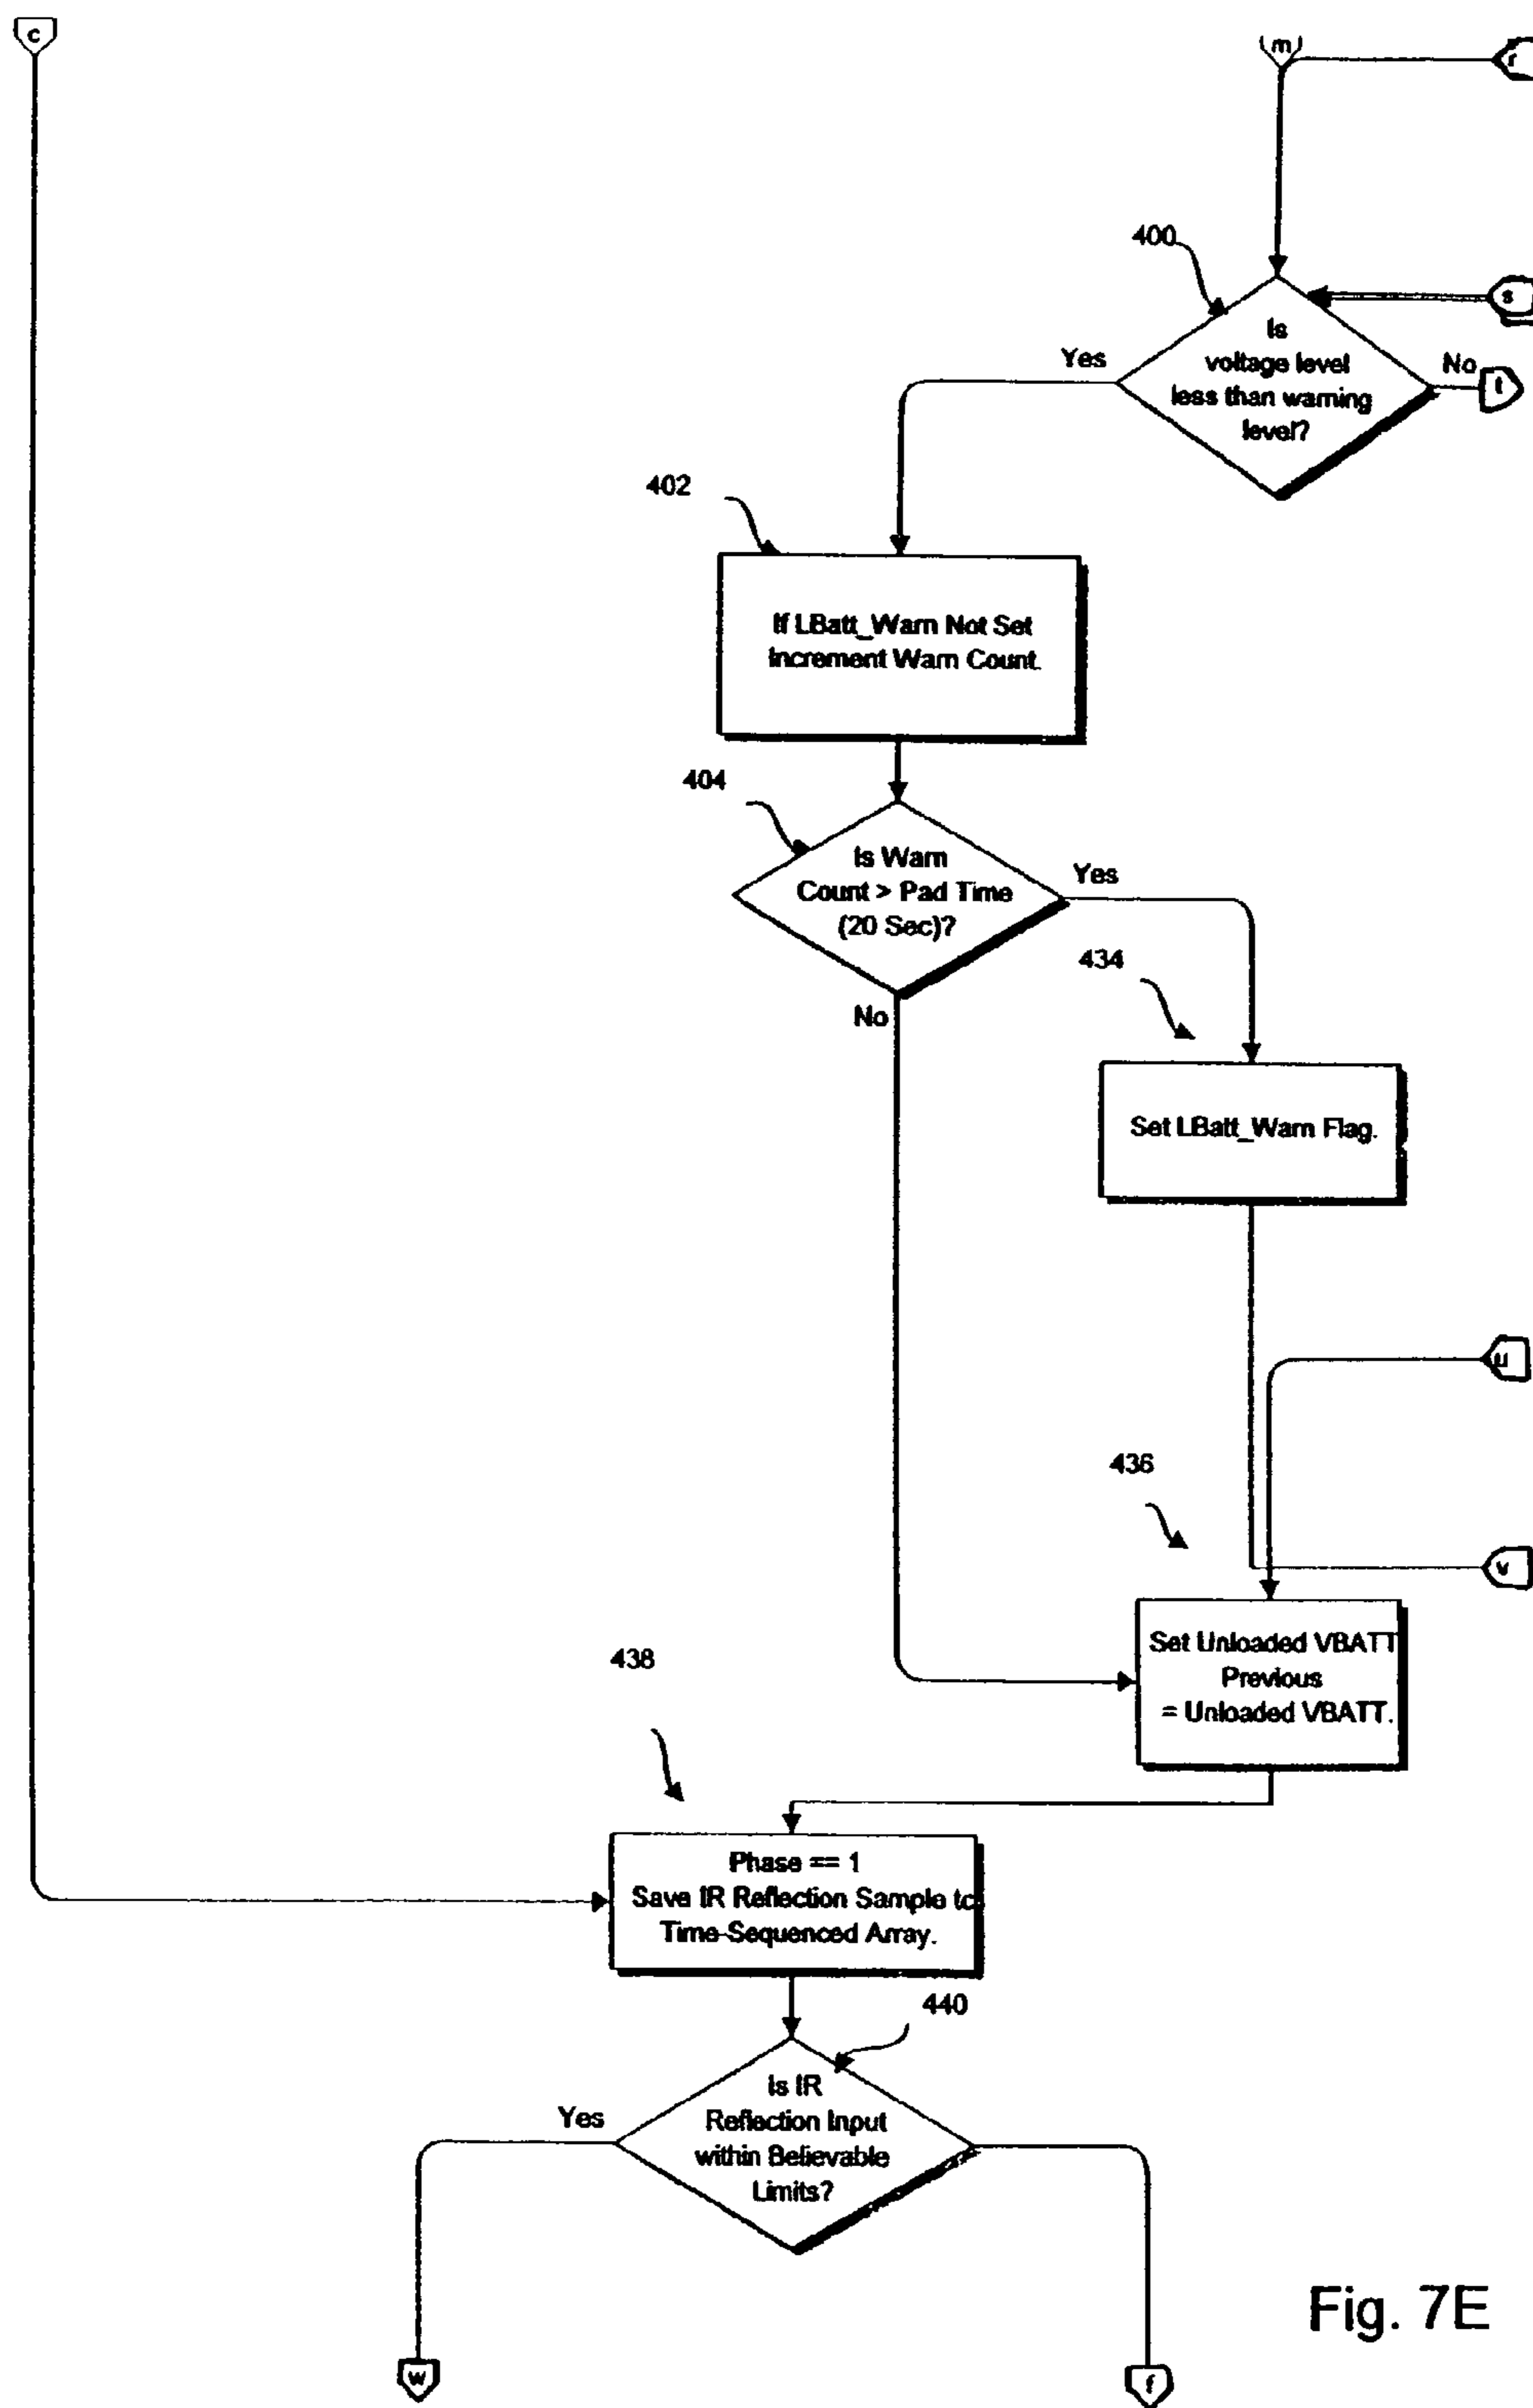 c
m
r
400
s
Is
voltage level
less than warning
level?
Yes
No
t
402
If LBatt_Warn Not Set
Increment Warn Count.
404
Is Warn
Count > Pad Time
(20 Sec)?
Yes
No
434
Set LBatt_Warn Flag.
u
436
v
Set Unloaded VBATT
Previous
= Unloaded VBATT.
438
Phase == 1
Save IR Reflection Sample to
Time-Sequenced Array.
440
Is IR
Reflection Input
within Believable
Limits?
Yes
w
f
Fig. 7E